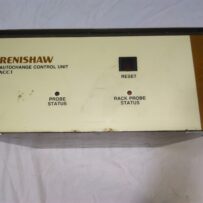 RENISHAW
AUTOCHANGE CONTROL UNIT
ACC1
RESET
PROBE
STATUS
RACK PROBE
STATUS